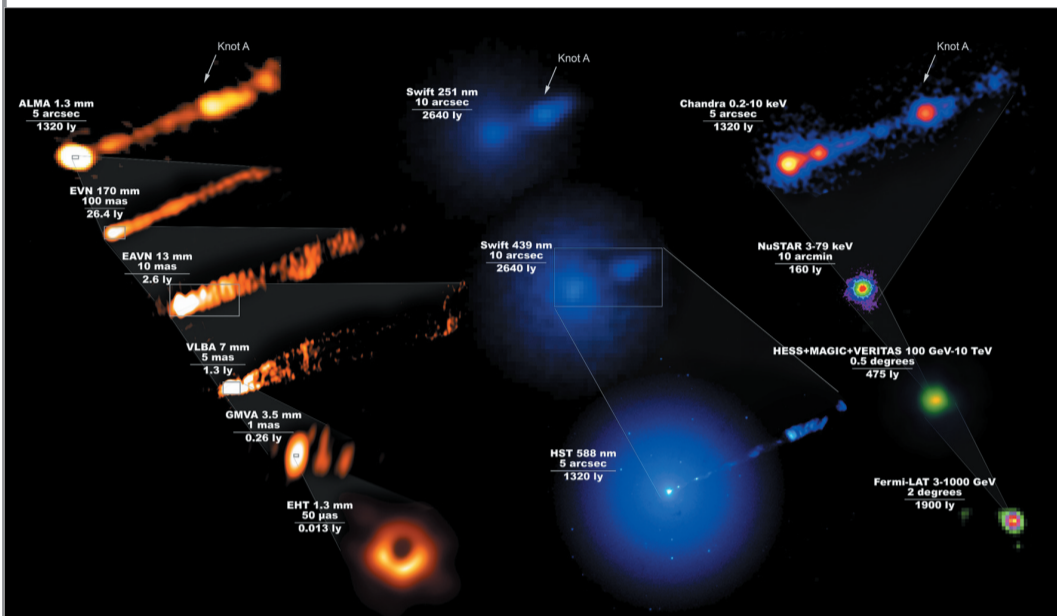 Knot A
ALMA 1.3 mm
5 arcsec
1320 ly
EVN 170 mm
100 mas
26.4 ly
EAVN 13 mm
10 mas
2.6 ly
VLBA 7 mm
5 mas
1.3 ly
GMVA 3.5 mm
1 mas
0.26 ly
EHT 1.3 mm
50 µas
0.013 ly
Knot A
Swift 251 nm
10 arcsec
2640 ly
Swift 439 nm
10 arcsec
2640 ly
HST 588 nm
5 arcsec
1320 ly
Knot A
Chandra 0.2-10 keV
5 arcsec
1320 ly
NuSTAR 3-79 keV
10 arcmin
160 ly
HESS+MAGIC+VERITAS 100 GeV-10 TeV
0.5 degrees
475 ly
Fermi-LAT 3-1000 GeV
2 degrees
1900 ly